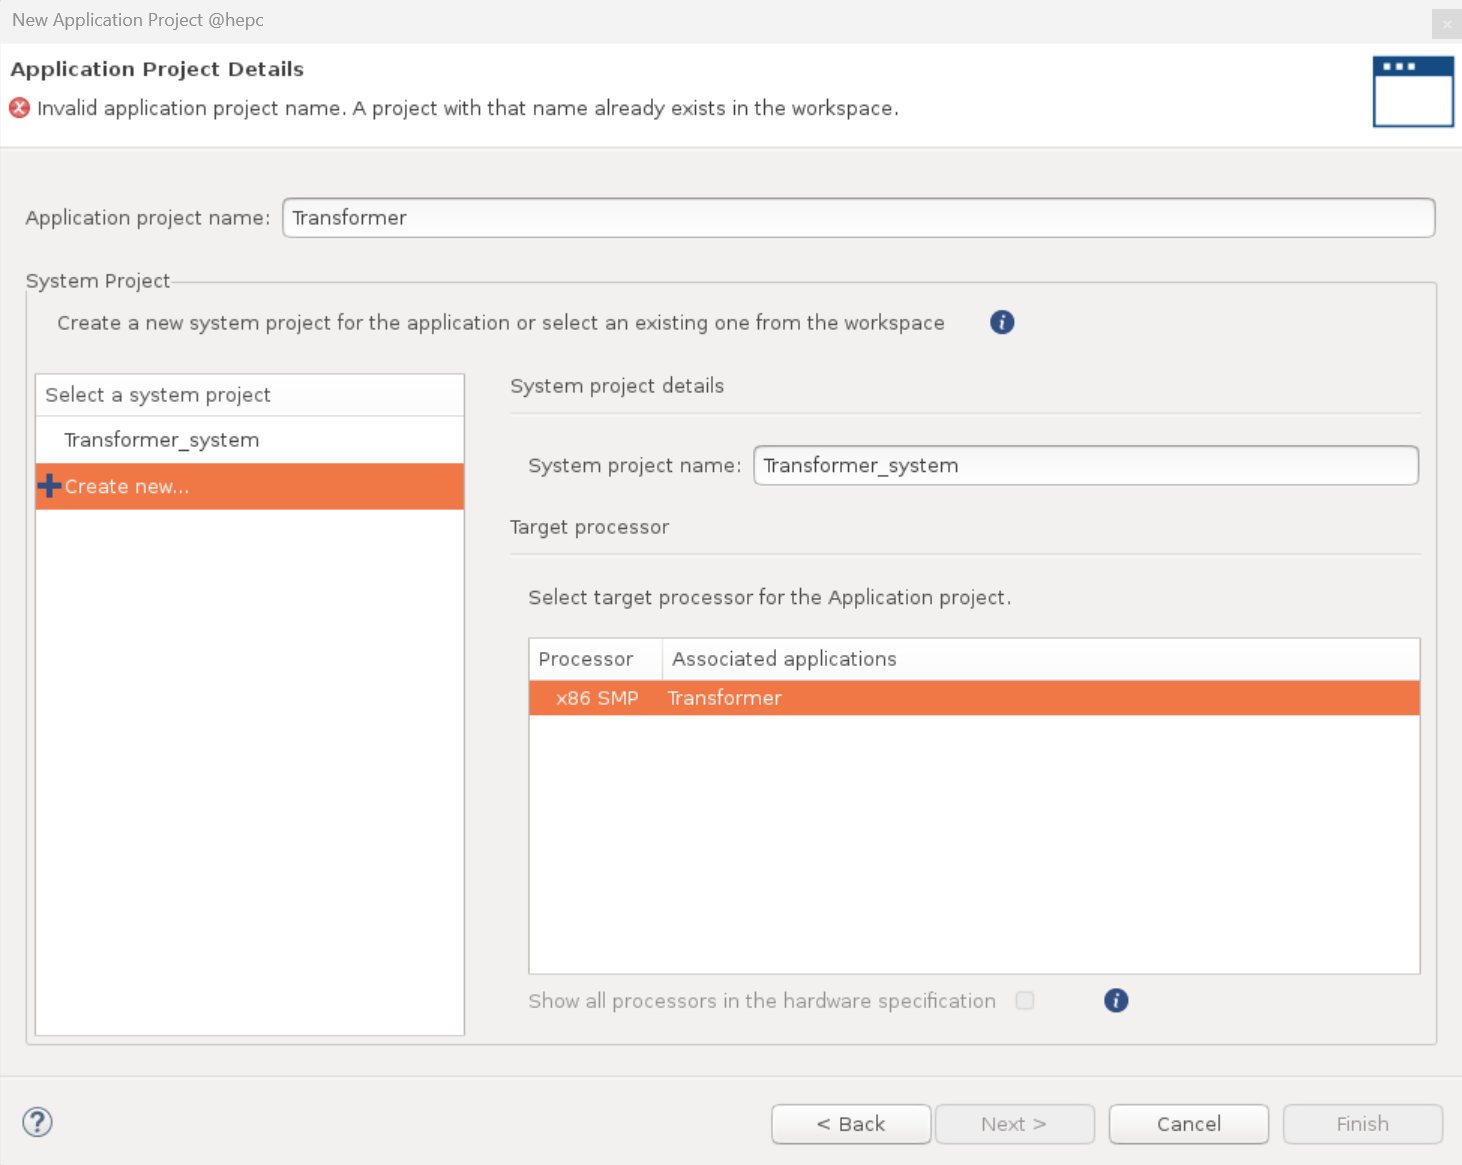 New Application Project @hepc
Application Project Details
Invalid application project name. A project with that name already exists in the workspace.
Application project name: Transformer
System Project
Create a new system project for the application or select an existing one from the workspace
Select a system project
Transformer_system
Create new...
System project details
System project name: Transformer_system
Target processor
Select target processor for the Application project.
Processor Associated applications
x86 SMP Transformer
Show all processors in the hardware specification
< Back Next > Cancel Finish